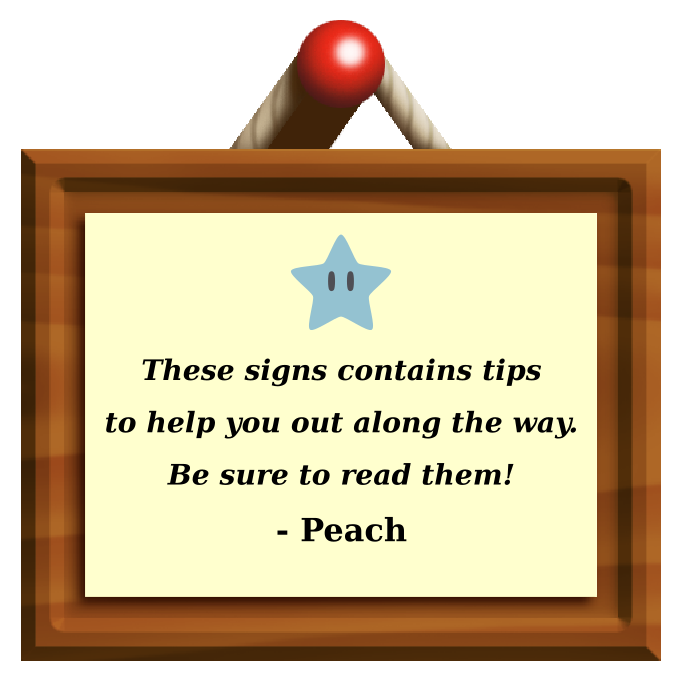 These signs contains tips
to help you out along the way.
Be sure to read them!
- Peach